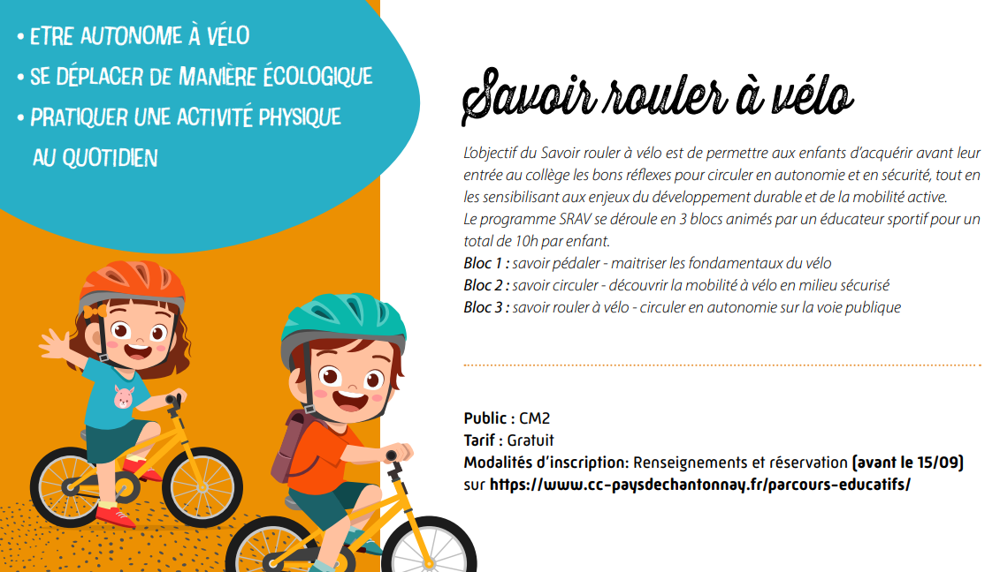 • ETRE AUTONOME À VÉLO
• SE DÉPLACER DE MANIÈRE ÉCOLOGIQUE
• PRATIQUER UNE ACTIVITÉ PHYSIQUE
AU QUOTIDIEN
Savoir rouler à vélo
L'objectif du Savoir rouler à vélo est de permettre aux enfants d'acquérir avant leur
entrée au collège les bons réflexes pour circuler en autonomie et en sécurité, tout en
les sensibilisant aux enjeux du développement durable et de la mobilité active.
Le programme SRAV se déroule en 3 blocs animés par un éducateur sportif pour un
total de 10h par enfant.
Bloc 1 : savoir pédaler - maitriser les fondamentaux du vélo
Bloc 2 : savoir circuler - découvrir la mobilité à vélo en milieu sécurisé
Bloc 3 : savoir rouler à vélo - circuler en autonomie sur la voie publique
Public : CM2
Tarif : Gratuit
Modalités d'inscription: Renseignements et réservation (avant le 15/09)
sur https://www.cc-paysdechantonnay.fr/parcours-educatifs/